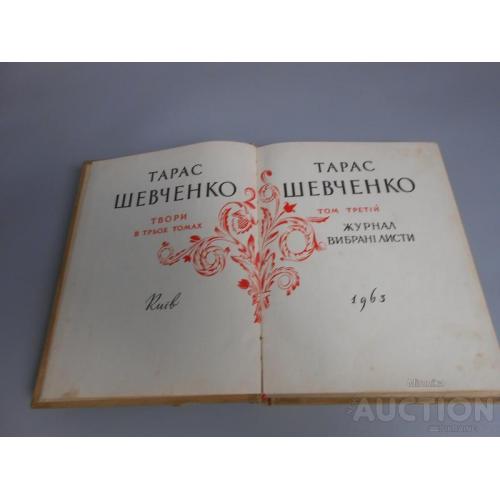 ТАРАС
ШЕВЧЕНКО
ТВОРИ
В ТРЬОХ ТОМАХ
Київ
ТАРАС
ШЕВЧЕНКО
ТОМ ТРЕТІЙ
ЖУРНАЛ
ВИБРАНІ ЛИСТИ
1963
AUCTION